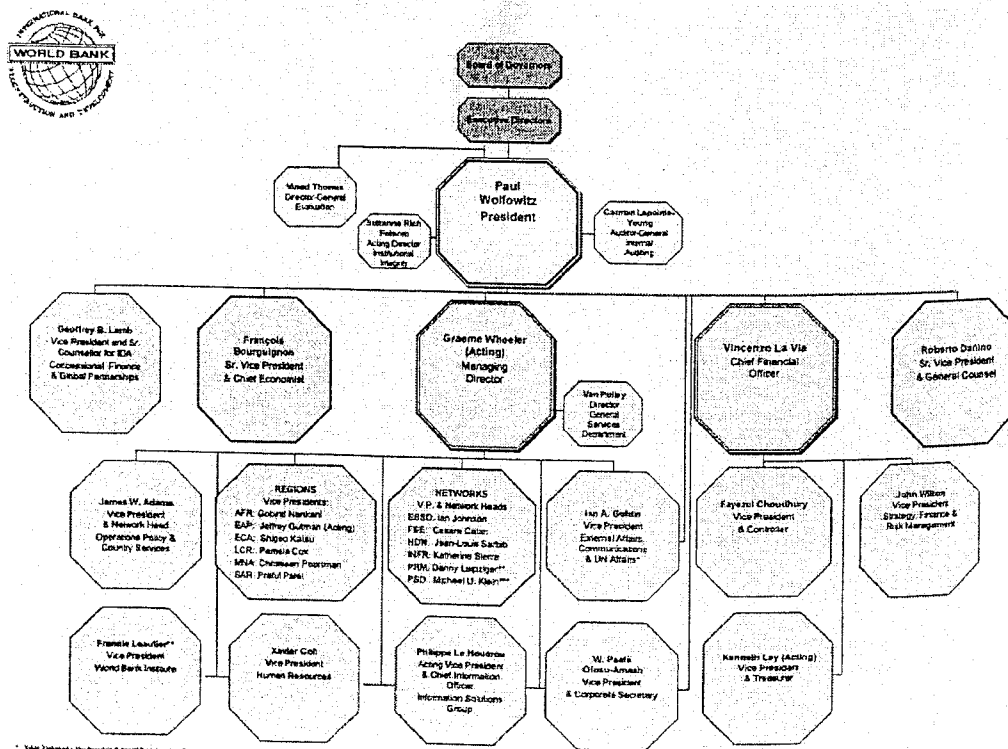 INTERNATIONAL BANK FOR
WORLD BANK
RECONSTRUCTION AND DEVELOPMENT
Board of Governors
Executive Directors
Paul
Wolfowitz
President
Thomas
Director-General
Evaluation
Suzanne Rich
Folsom
Acting Director
Institutional
Integrity
Carman Lapointe-
Young
Auditor-General
Internal
Auditing
Geoffrey B. Lamb
Vice President and Sr.
Counsellor for IDA
Concessional Finance
& Global Partnerships
François
Bourguignon
Sr. Vice President
& Chief Economist
Graeme Wheeler
(Acting)
Managing
Director
Van Pulley
Director
General
Services
Department
Vincenzo La Via
Chief Financial
Officer
Roberto Dañino
Sr. Vice President
& General Counsel
James W. Adams
Vice President
& Network Head
Operations Policy &
Country Services
REGIONS
Vice Presidents:
AFR: Gobind Nankani
EAP: Jeffrey Gutman (Acting)
ECA: Shigeo Katsu
LCR: Pamela Cox
MNA: Christiaan Poortman
SAR: Praful Patel
NETWORKS
V.P. & Network Heads
ESSD: Ian Johnson
FSE: Cesare Calari
HDN: Jean-Louis Sarbib
INFR: Katherine Sierra
PRM: Danny Leipziger**
PSD: Michael U. Klein***
Ian A. Goldin
Vice President
External Affairs,
Communications
& UN Affairs*
Fayezul Choudhury
Vice President
& Controller
John Wilton
Vice President
Strategy, Finance &
Risk Management
Frannie Leautier**
Vice President
World Bank Institute
Xavier Coll
Vice President
Human Resources
Philippe Le Houerou
Acting Vice President
& Chief Information
Officer
Information Solutions
Group
W. Paatii
Ofosu-Amaah
Vice President
& Corporate Secretary
Kenneth Lay (Acting)
Vice President
& Treasurer